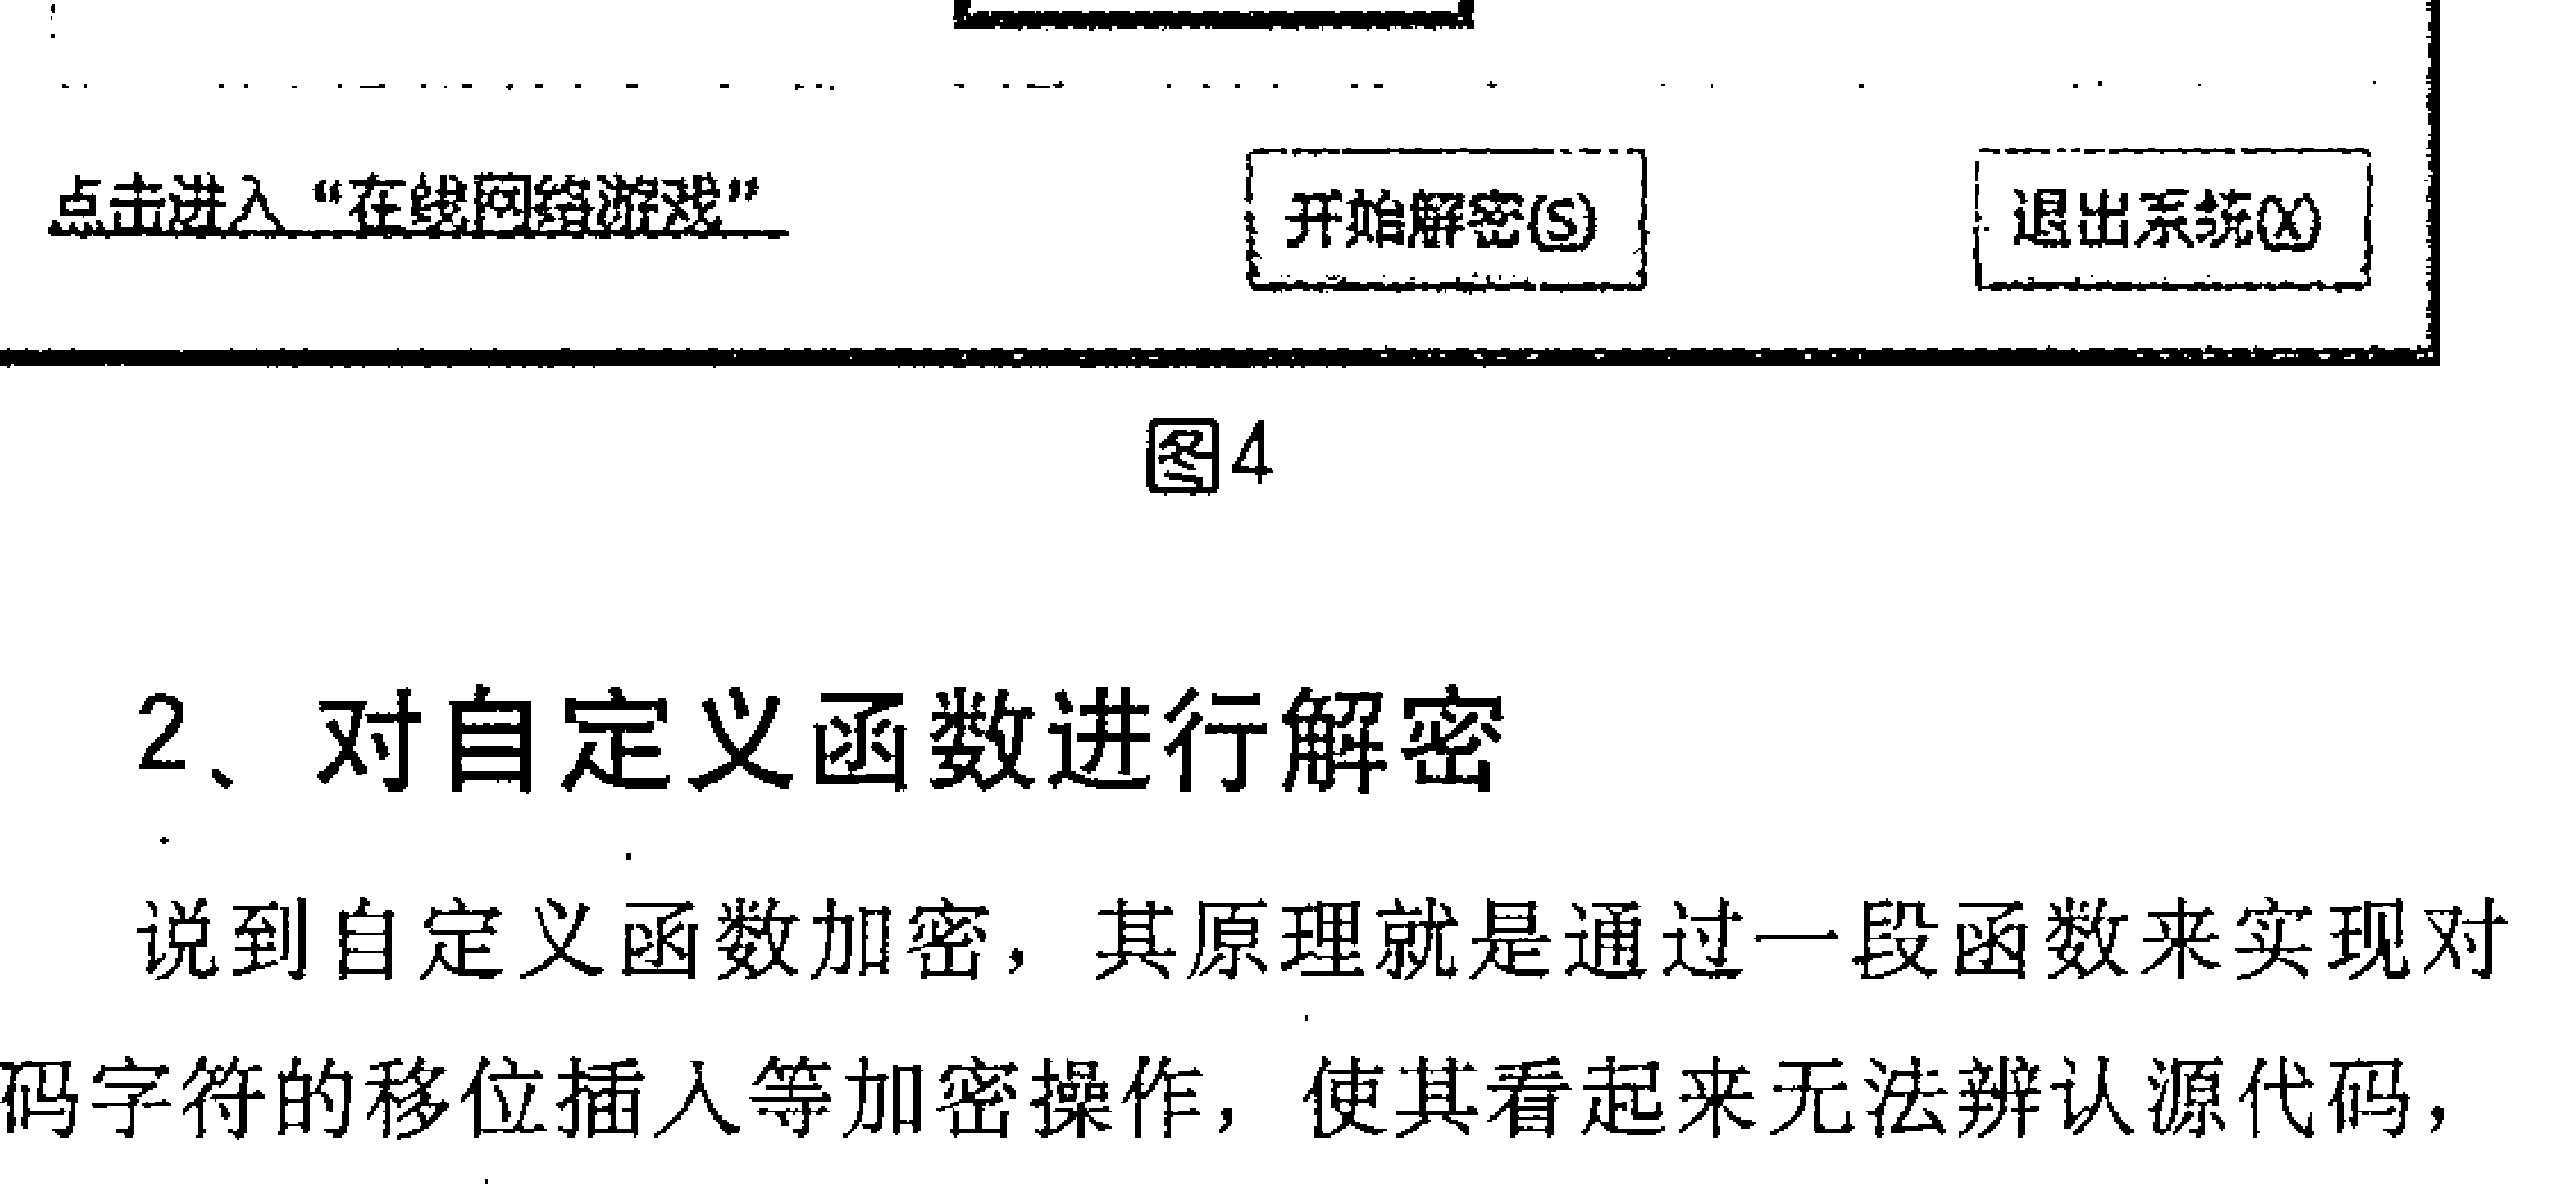 点击进入“在线网络游戏”
开始解密(S)
退出系统(X)
图4
2、对自定义函数进行解密
说到自定义函数加密，其原理就是通过一段函数来实现对
码字符的移位插入等加密操作，使其看起来无法辨认源代码，